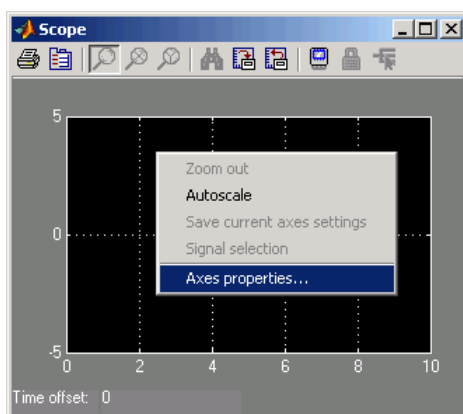 Scope
5
Zoom out
Autoscale
Save current axes settings
0
Signal selection
Axes properties...
-5
0 2 4 6 8 10
Time offset: 0